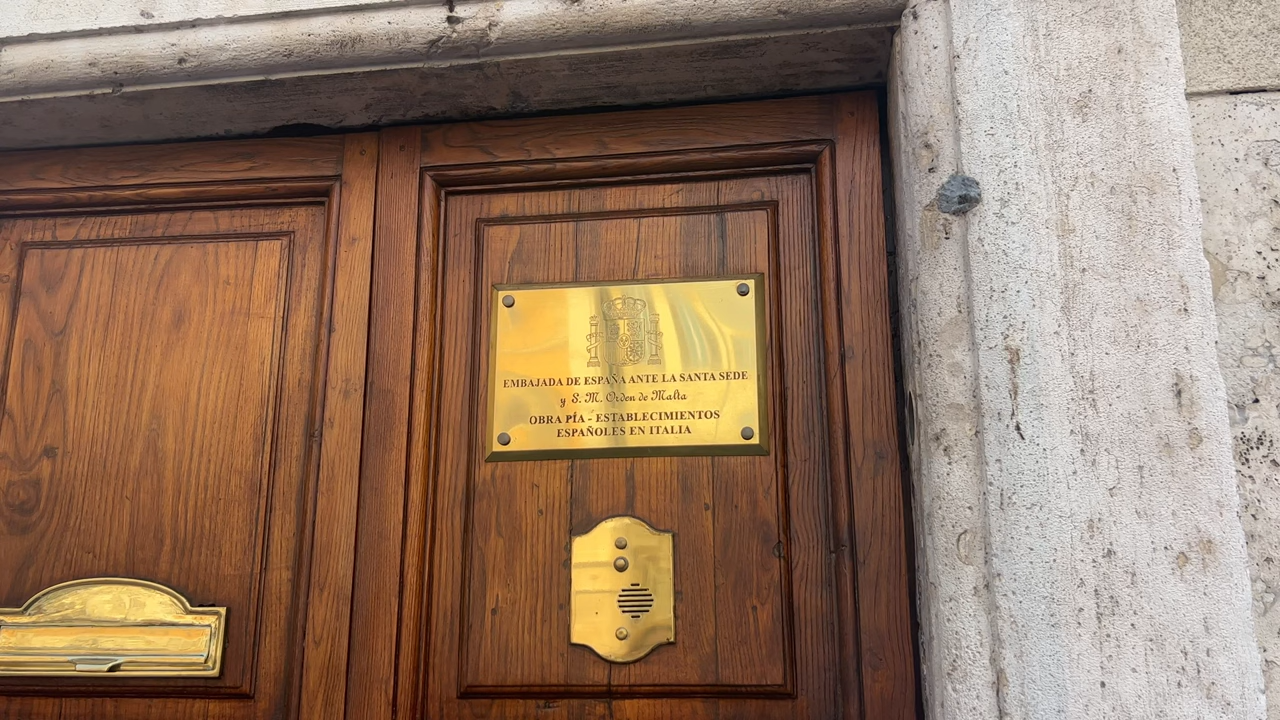 EMBAJADA DE ESPAÑA ANTE LA SANTA SEDE
y S. M. Orden de Malta
OBRA PÍA - ESTABLECIMIENTOS
ESPAÑOLES EN ITALIA